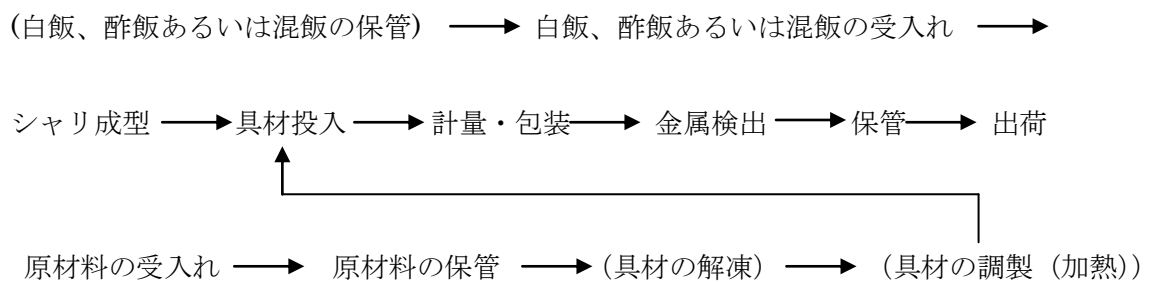 (白飯、酢飯あるいは混飯の保管) → 白飯、酢飯あるいは混飯の受入れ →
シャリ成型 → 具材投入 → 計量・包装 → 金属検出 → 保管 → 出荷
原材料の受入れ → 原材料の保管 → (具材の解凍) → (具材の調製(加熱))